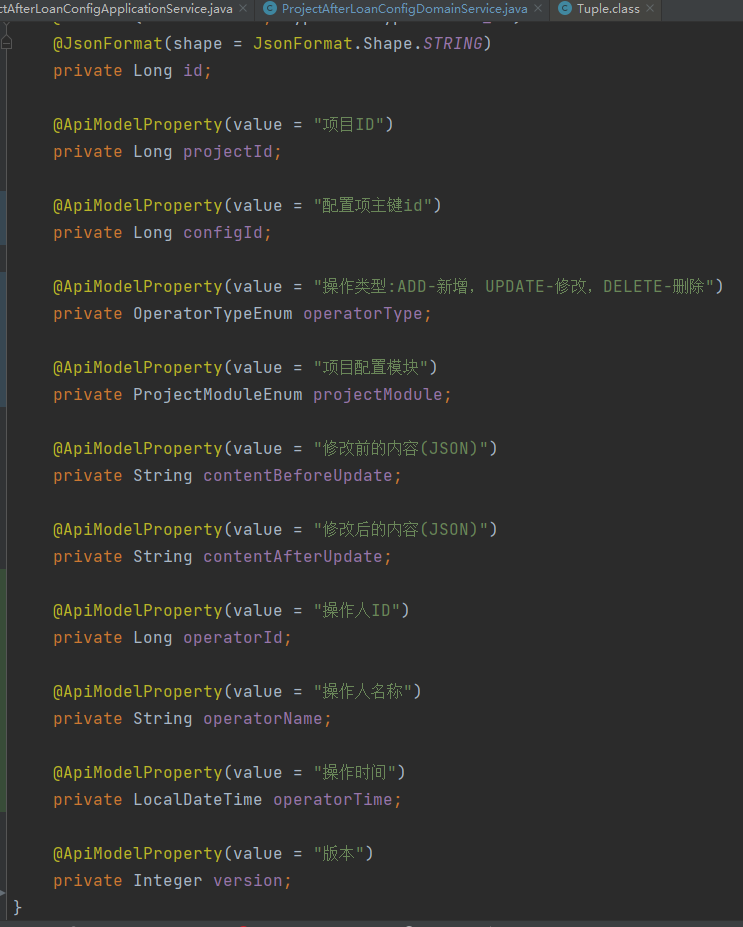 ctAfterLoanConfigApplicationService.java
ProjectAfterLoanConfigDomainService.java
Tuple.class
@JsonFormat(shape = JsonFormat.Shape.STRING)
private Long id;
@ApiModelProperty(value = "项目ID")
private Long projectId;
@ApiModelProperty(value = "配置项主键id")
private Long configId;
@ApiModelProperty(value = "操作类型:ADD-新增，UPDATE-修改，DELETE-删除")
private OperatorTypeEnum operatorType;
@ApiModelProperty(value = "项目配置模块")
private ProjectModuleEnum projectModule;
@ApiModelProperty(value = "修改前的内容(JSON)")
private String contentBeforeUpdate;
@ApiModelProperty(value = "修改后的内容(JSON)")
private String contentAfterUpdate;
@ApiModelProperty(value = "操作人ID")
private Long operatorId;
@ApiModelProperty(value = "操作人名称")
private String operatorName;
@ApiModelProperty(value = "操作时间")
private LocalDateTime operatorTime;
@ApiModelProperty(value = "版本")
private Integer version;
}